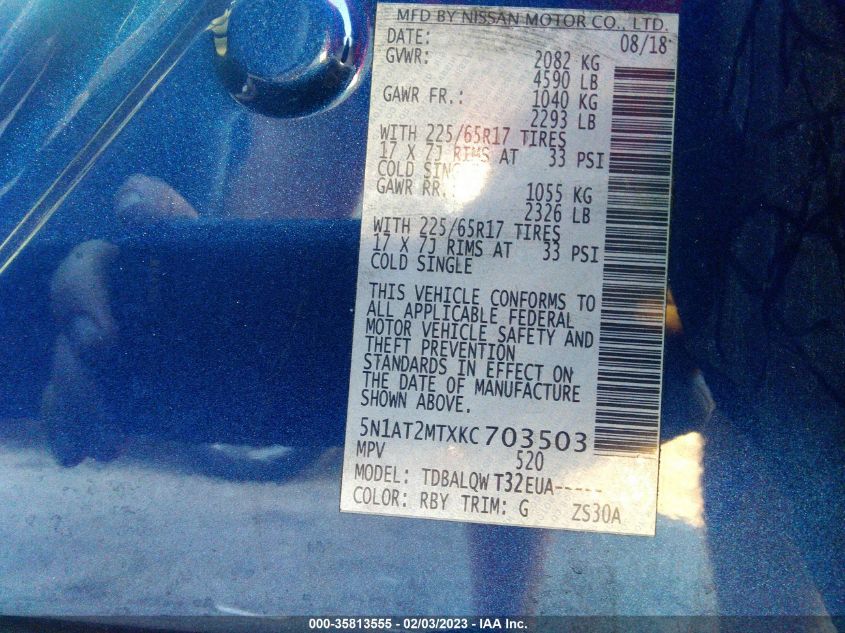 MFD BY NISSAN MOTOR CO., LTD.
DATE: 08/18
GVWR: 2082 KG
4590 LB
GAWR FR.: 1040 KG
2293 LB
WITH 225/65R17 TIRES
17 X 7J RIMS AT 33 PSI
COLD SINGLE
GAWR RR. 1055 KG
2326 LB
WITH 225/65R17 TIRES
17 X 7J RIMS AT 33 PSI
COLD SINGLE
THIS VEHICLE CONFORMS TO
ALL APPLICABLE FEDERAL
MOTOR VEHICLE SAFETY AND
THEFT PREVENTION
STANDARDS IN EFFECT ON
THE DATE OF MANUFACTURE
SHOWN ABOVE.
5N1AT2MTXKC703503
MPV 520
MODEL: TDBALQW T32EUA-----
COLOR: RBY TRIM: G ZS30A
000-35813555 - 02/03/2023 - IAA Inc.